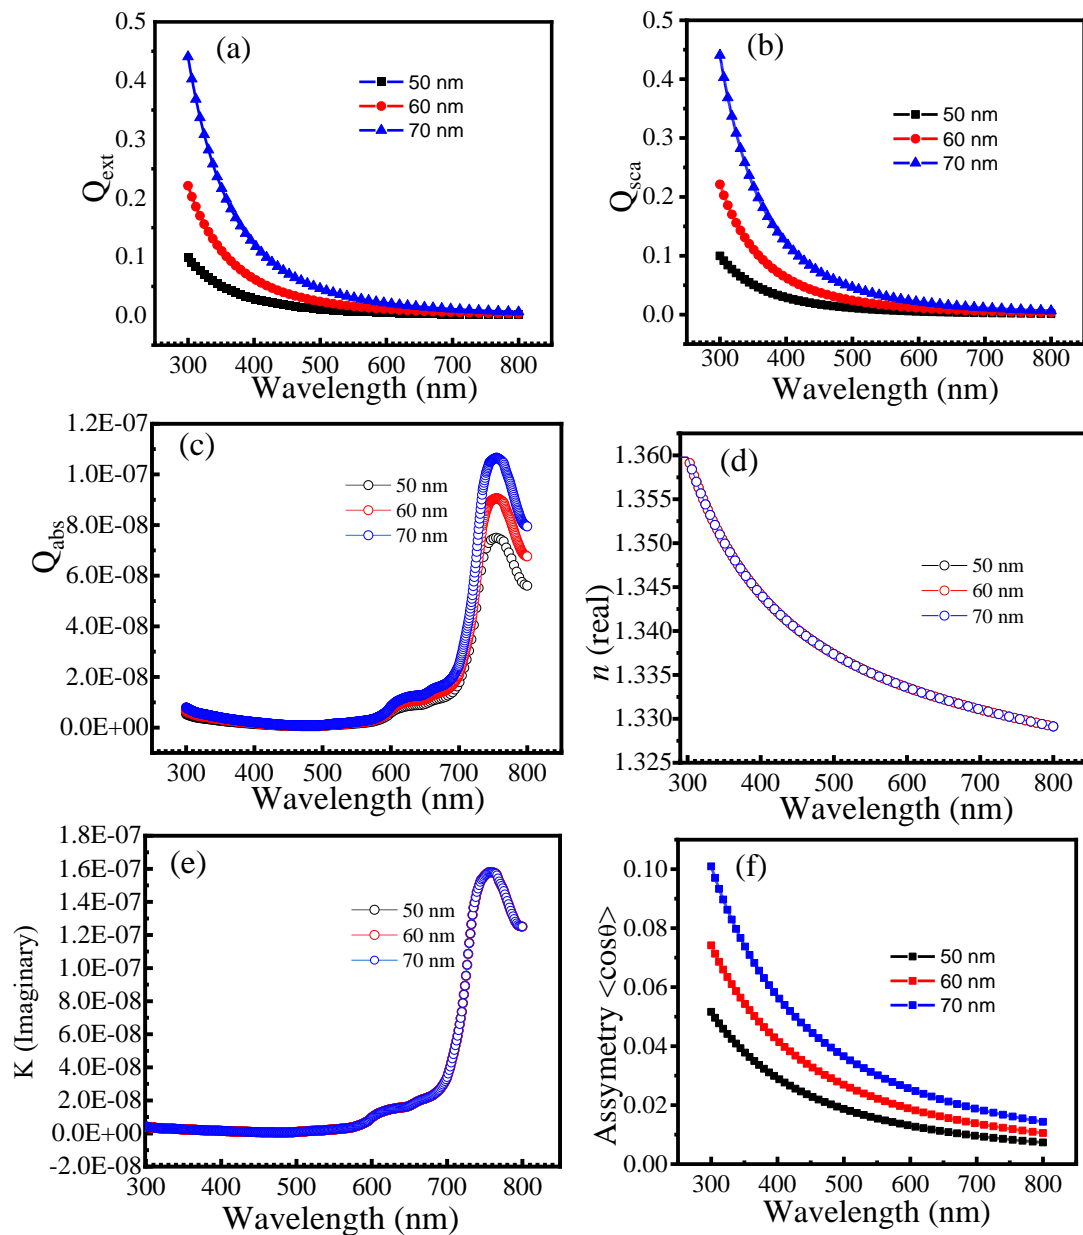 (a)
0.5
0.4
0.3
0.2
0.1
0.0
Q_ext
50 nm
60 nm
70 nm
300 400 500 600 700 800
Wavelength (nm)
(b)
0.5
0.4
0.3
0.2
0.1
0.0
Q_sca
50 nm
60 nm
70 nm
300 400 500 600 700 800
Wavelength (nm)
(c)
1.2E-07
1.0E-07
8.0E-08
6.0E-08
4.0E-08
2.0E-08
0.0E+00
Q_abs
50 nm
60 nm
70 nm
300 400 500 600 700 800
Wavelength (nm)
(d)
1.360
1.355
1.350
1.345
1.340
1.335
1.330
1.325
n (real)
50 nm
60 nm
70 nm
300 400 500 600 700 800
Wavelength (nm)
(e)
1.8E-07
1.6E-07
1.4E-07
1.2E-07
1.0E-07
8.0E-08
6.0E-08
4.0E-08
2.0E-08
0.0E+00
-2.0E-08
K (Imaginary)
50 nm
60 nm
70 nm
300 400 500 600 700 800
Wavelength (nm)
(f)
0.10
0.08
0.06
0.04
0.02
0.00
Assymetry <cosθ>
50 nm
60 nm
70 nm
300 400 500 600 700 800
Wavelength (nm)